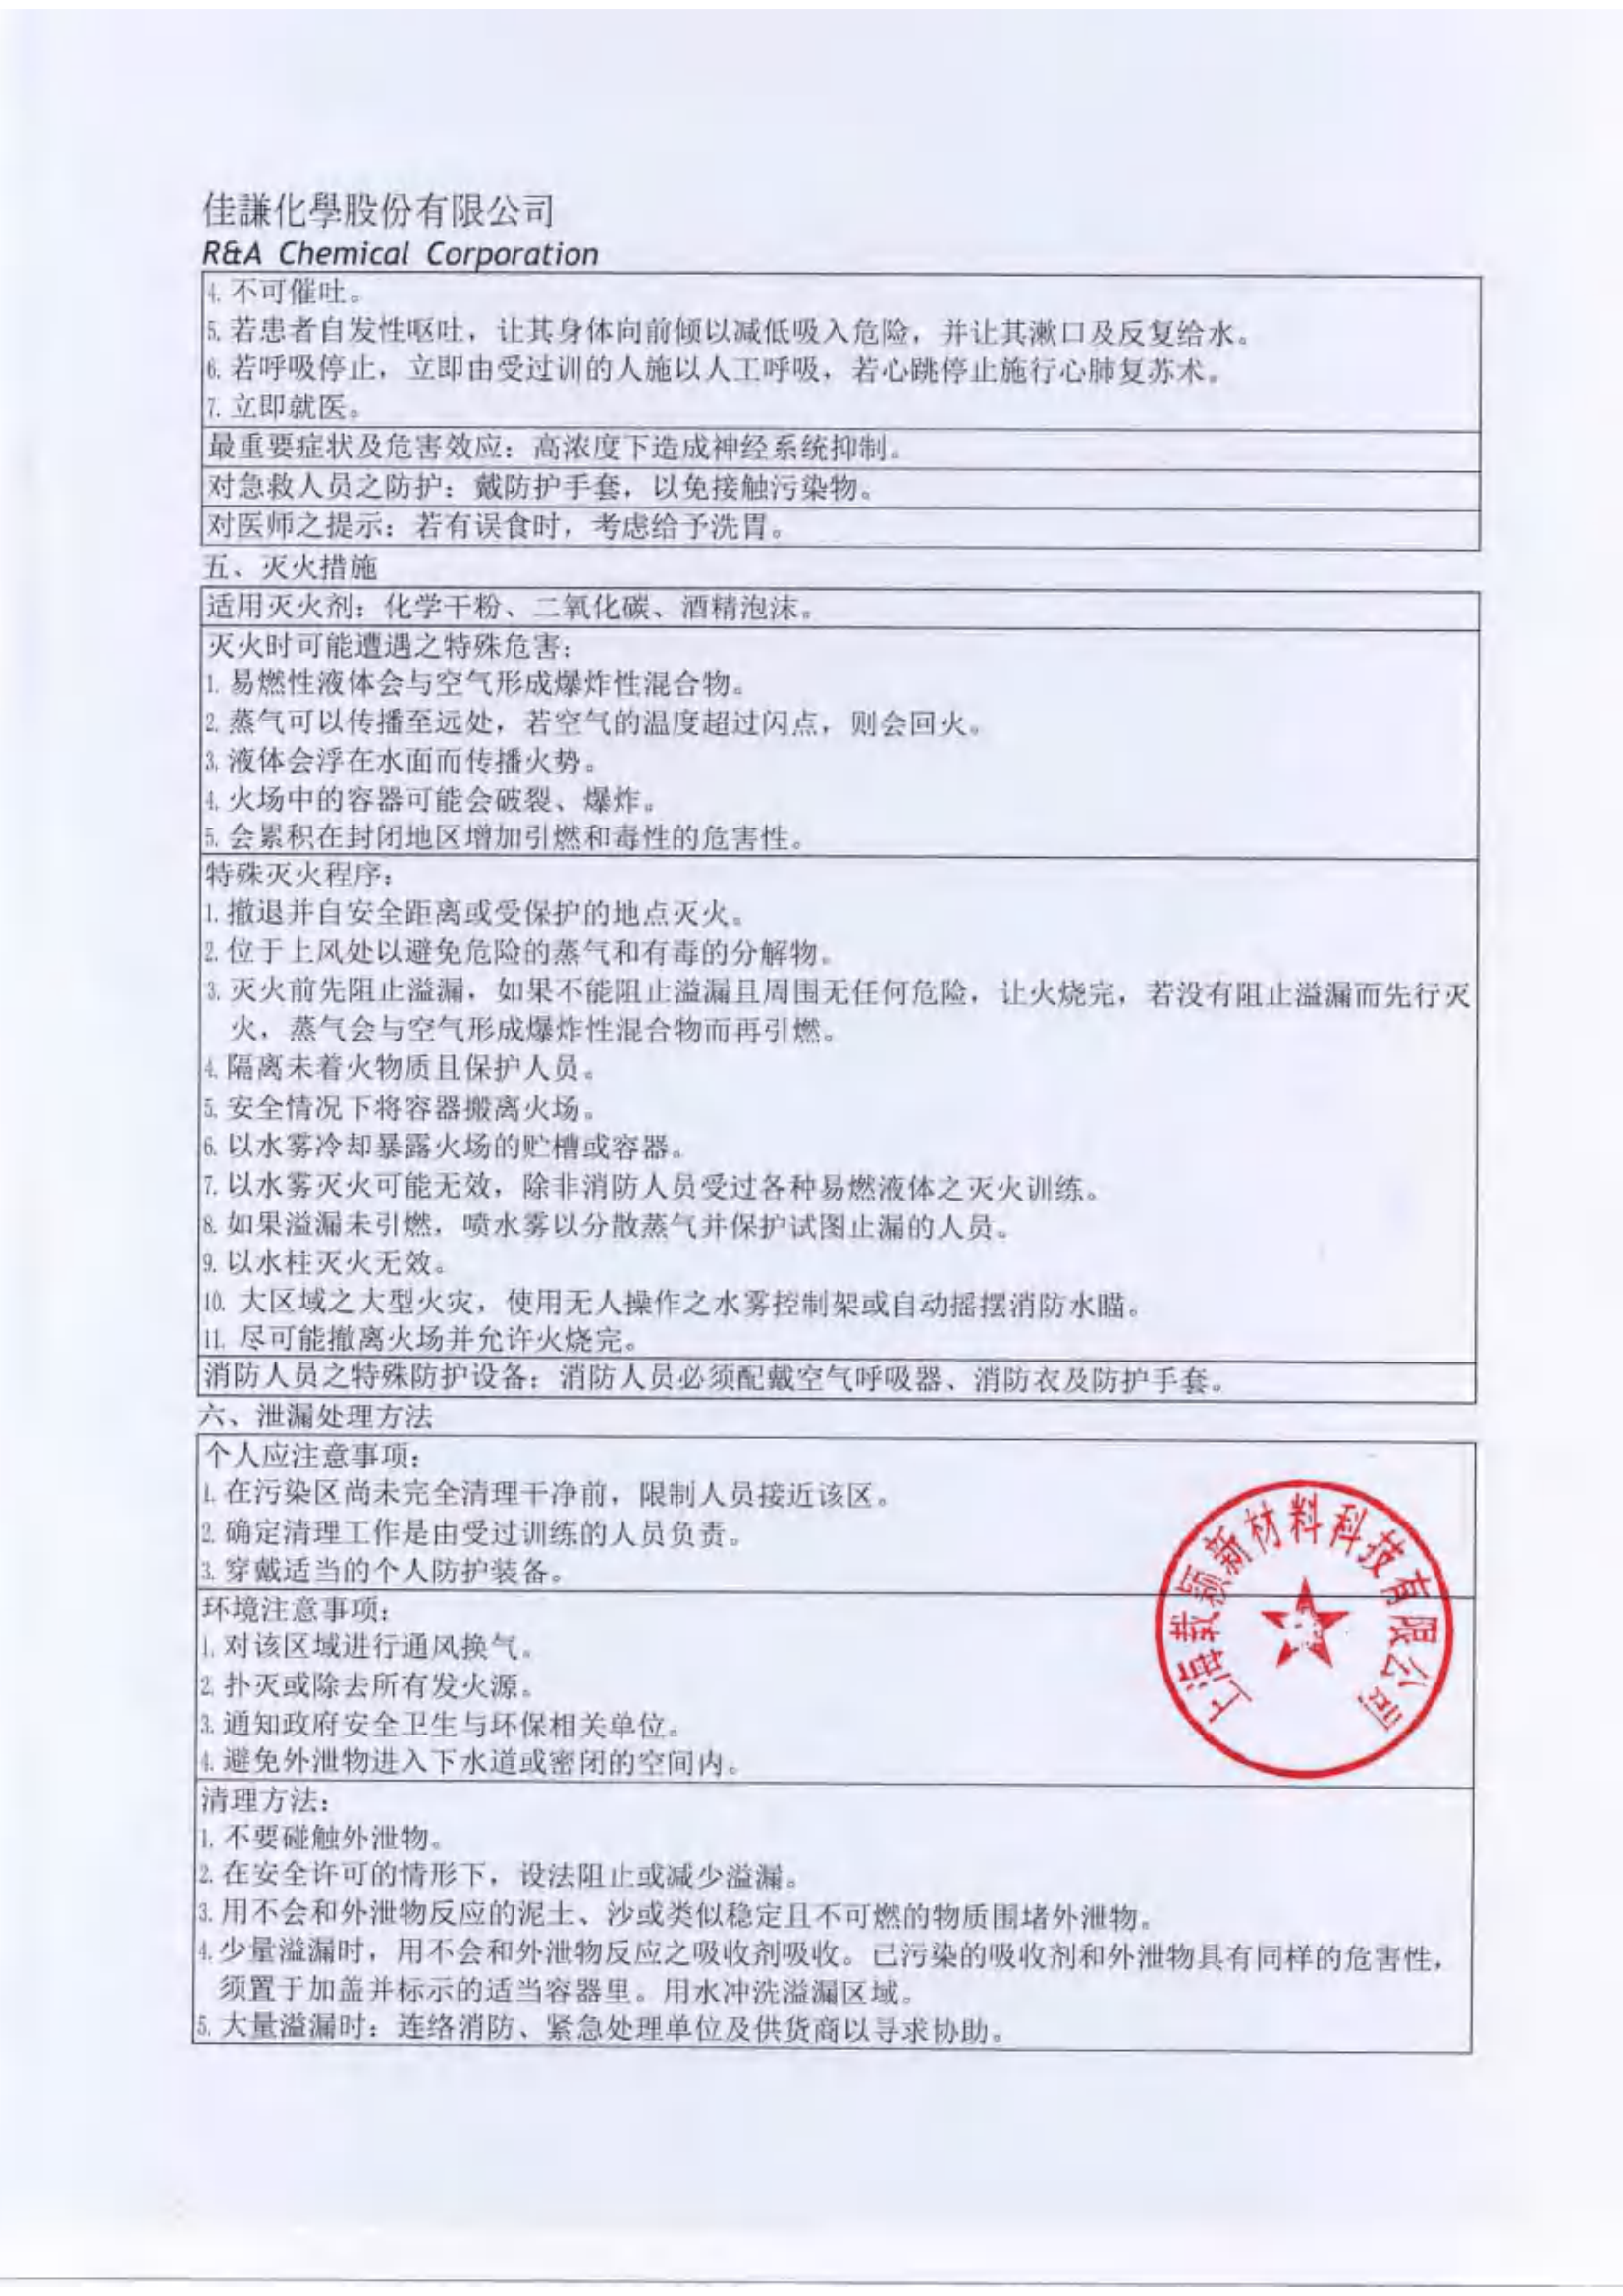 佳謙化學股份有限公司
R&A Chemical Corporation
4. 不可催吐。
5. 若患者自发性呕吐，让其身体向前倾以减低吸入危险，并让其漱口及反复给水。
6. 若呼吸停止，立即由受过训的人施以人工呼吸，若心跳停止施行心肺复苏术。
7. 立即就医。
最重要症状及危害效应：高浓度下造成神经系统抑制。
对急救人员之防护：戴防护手套，以免接触污染物。
对医师之提示：若有误食时，考虑给予洗胃。
五、灭火措施
适用灭火剂：化学干粉、二氧化碳、酒精泡沫。
灭火时可能遭遇之特殊危害：
1. 易燃性液体会与空气形成爆炸性混合物。
2. 蒸气可以传播至远处，若空气的温度超过闪点，则会回火。
3. 液体会浮在水面而传播火势。
4. 火场中的容器可能会破裂、爆炸。
5. 会累积在封闭地区增加引燃和毒性的危害性。
特殊灭火程序：
1. 撤退并自安全距离或受保护的地点灭火。
2. 位于上风处以避免危险的蒸气和有毒的分解物。
3. 灭火前先阻止溢漏，如果不能阻止溢漏且周围无任何危险，让火烧完，若没有阻止溢漏而先行灭
火，蒸气会与空气形成爆炸性混合物而再引燃。
4. 隔离未着火物质且保护人员。
5. 安全情况下将容器搬离火场。
6. 以水雾冷却暴露火场的贮槽或容器。
7. 以水雾灭火可能无效，除非消防人员受过各种易燃液体之灭火训练。
8. 如果溢漏未引燃，喷水雾以分散蒸气并保护试图止漏的人员。
9. 以水柱灭火无效。
10. 大区域之大型火灾，使用无人操作之水雾控制架或自动摇摆消防水瞄。
11. 尽可能撤离火场并允许火烧完。
消防人员之特殊防护设备：消防人员必须配戴空气呼吸器、消防衣及防护手套。
六、泄漏处理方法
个人应注意事项：
1. 在污染区尚未完全清理干净前，限制人员接近该区。
2. 确定清理工作是由受过训练的人员负责。
3. 穿戴适当的个人防护装备。
环境注意事项：
1. 对该区域进行通风换气。
2. 扑灭或除去所有发火源。
3. 通知政府安全卫生与环保相关单位。
4. 避免外泄物进入下水道或密闭的空间内。
上海载颢新材料科技有限公司
清理方法：
1. 不要碰触外泄物。
2. 在安全许可的情形下，设法阻止或减少溢漏。
3. 用不会和外泄物反应的泥土、沙或类似稳定且不可燃的物质围堵外泄物。
4. 少量溢漏时，用不会和外泄物反应之吸收剂吸收。已污染的吸收剂和外泄物具有同样的危害性，
须置于加盖并标示的适当容器里。用水冲洗溢漏区域。
5. 大量溢漏时：连络消防、紧急处理单位及供货商以寻求协助。